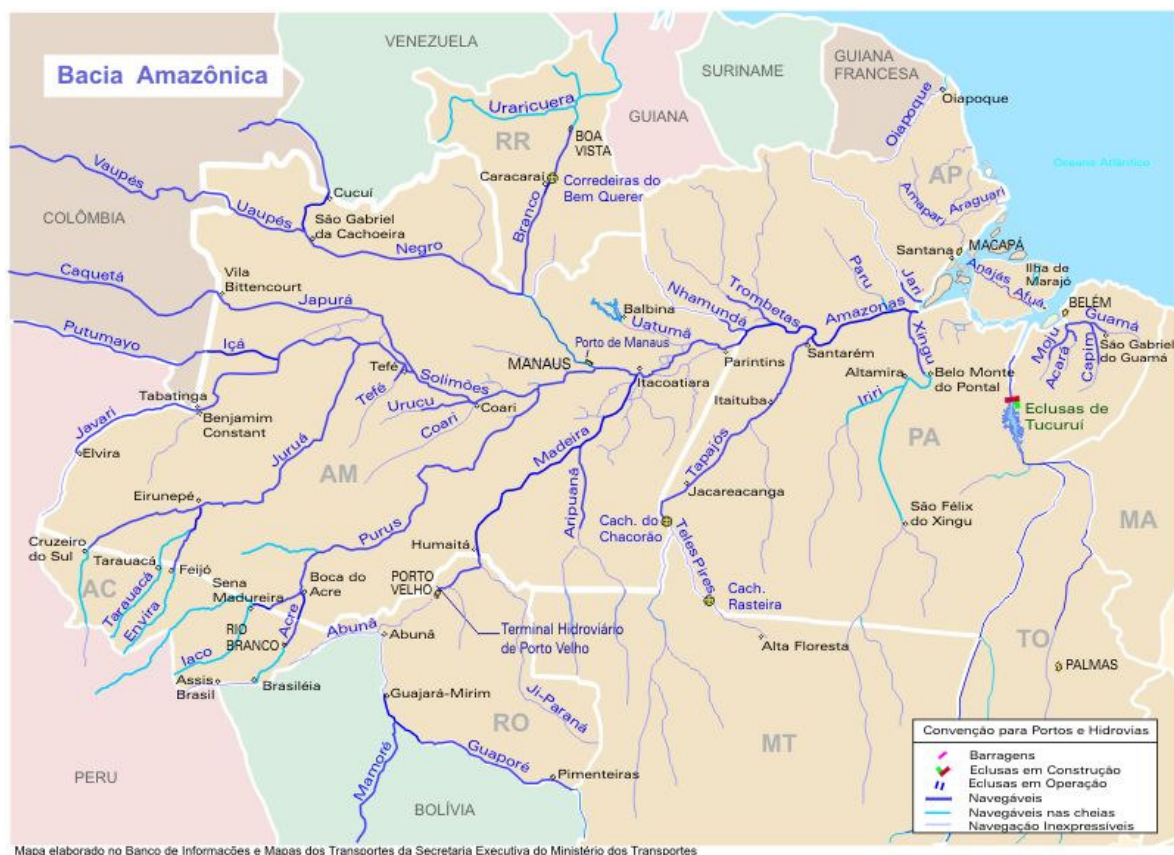 Bacia Amazônica
VENEZUELA
SURINAME
GUIANA
FRANCESA
GUIANA
COLÔMBIA
PERU
BOLÍVIA
Oceano Atlântico
RR
AP
AM
PA
AC
RO
MT
TO
MA
Uraricuera
BOA
VISTA
Caracaraí
Corredeiras do
Bem Querer
Branco
Oiapoque
Oiapoque
Amapari
Araguari
Santana
MACAPÁ
Vaupés
Uaupés
Cucuí
São Gabriel
da Cachoeira
Negro
Caquetá
Vila
Bittencourt
Japurá
Putumayo
Içá
Balbina
Uatumã
Nhamundá
Trombetas
Paru
Jari
Amazonas
Xingu
Anajás
Afuá
Ilha de
Marajó
BELÉM
Guamá
São Gabriel
do Guamá
Moju
Acará
Capim
MANAUS
Porto de Manaus
Itacoatiara
Parintins
Santarém
Altamira
Belo Monte
do Pontal
Eclusas de
Tucuruí
Tabatinga
Benjamim
Constant
Javari
Elvira
Tefé
Tefé
Solimões
Urucu
Coari
Coari
Juruá
Itaituba
Iriri
Madeira
Tapajós
Jacareacanga
Eirunepé
Purus
Aripuanã
Cach. do
Chacorão
São Félix
do Xingu
Cruzeiro
do Sul
Tarauacá
Tarauacá
Feijó
Envira
Sena
Madureira
Boca do
Acre
Acre
RIO
BRANCO
Iaco
Assis
Brasil
Brasiléia
Humaitá
PORTO
VELHO
Abunã
Abunã
Terminal Hidroviário
de Porto Velho
Teles Pires
Cach.
Rasteira
Alta Floresta
PALMAS
Guajará-Mirim
Ji-Paraná
Mamoré
Guaporé
Pimenteiras
Convenção para Portos e Hidrovias
Barragens
Eclusas em Construção
Eclusas em Operação
Navegáveis
Navegáveis nas cheias
Navegação Inexpressíveis
Mapa elaborado no Banco de Informações e Mapas dos Transportes da Secretaria Executiva do Ministério dos Transportes